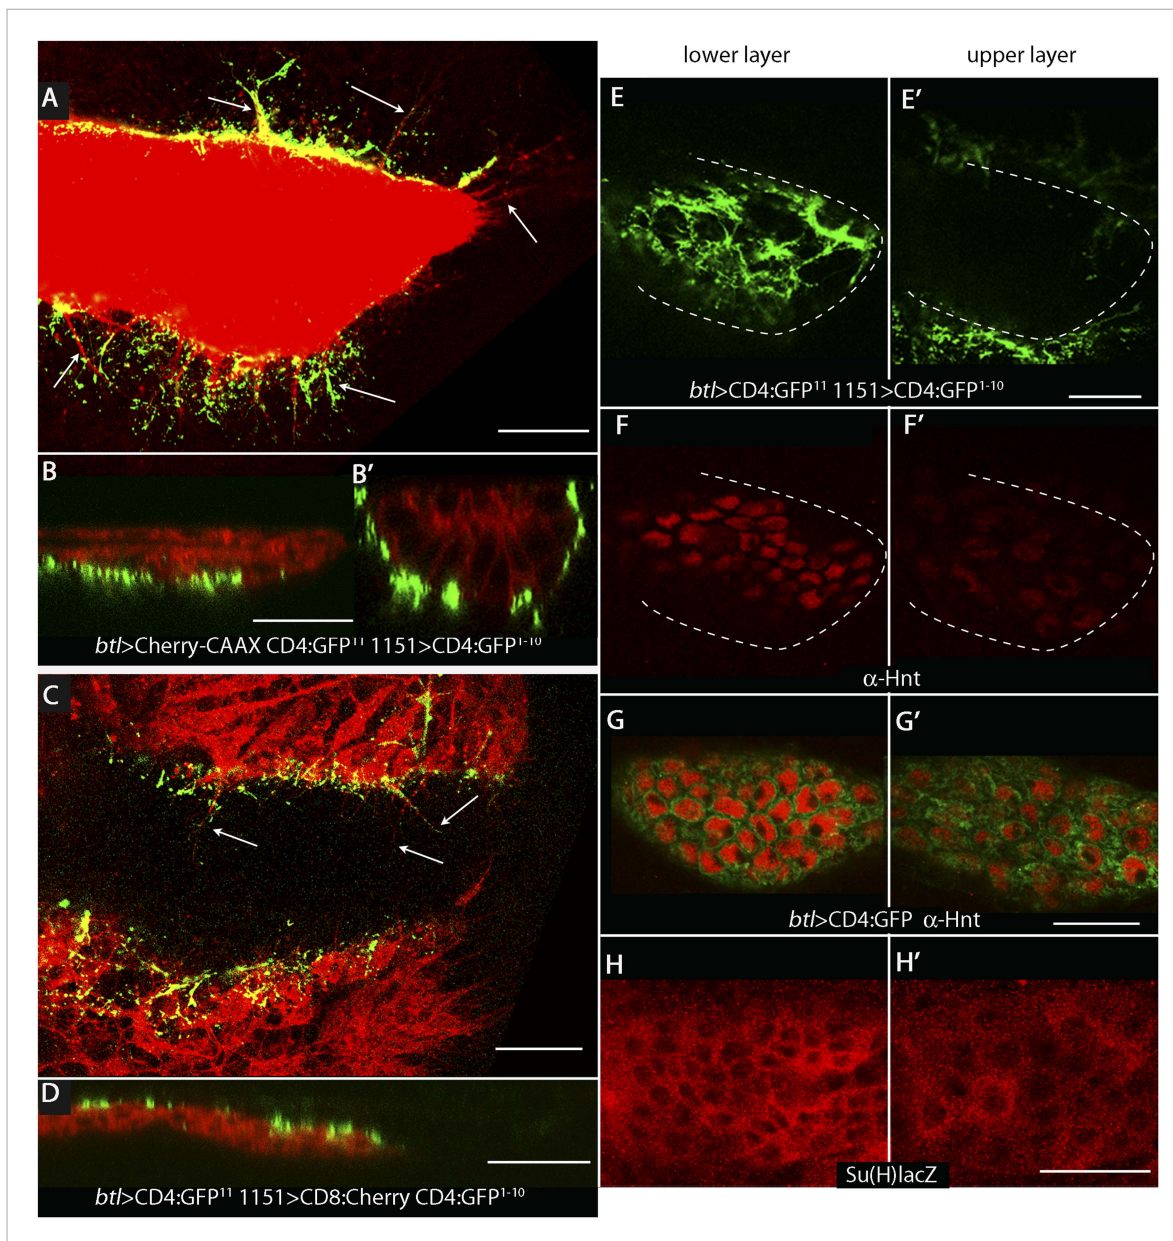 A
B
B′
btl>Cherry-CAAX CD4:GFP¹¹ 1151>CD4:GFP¹⁻¹⁰
C
D
btl>CD4:GFP¹¹ 1151>CD8:Cherry CD4:GFP¹⁻¹⁰
lower layer
upper layer
E
E′
btl>CD4:GFP¹¹ 1151>CD4:GFP¹⁻¹⁰
F
F′
α-Hnt
G
G′
btl>CD4:GFP α-Hnt
H
H′
Su(H)lacZ